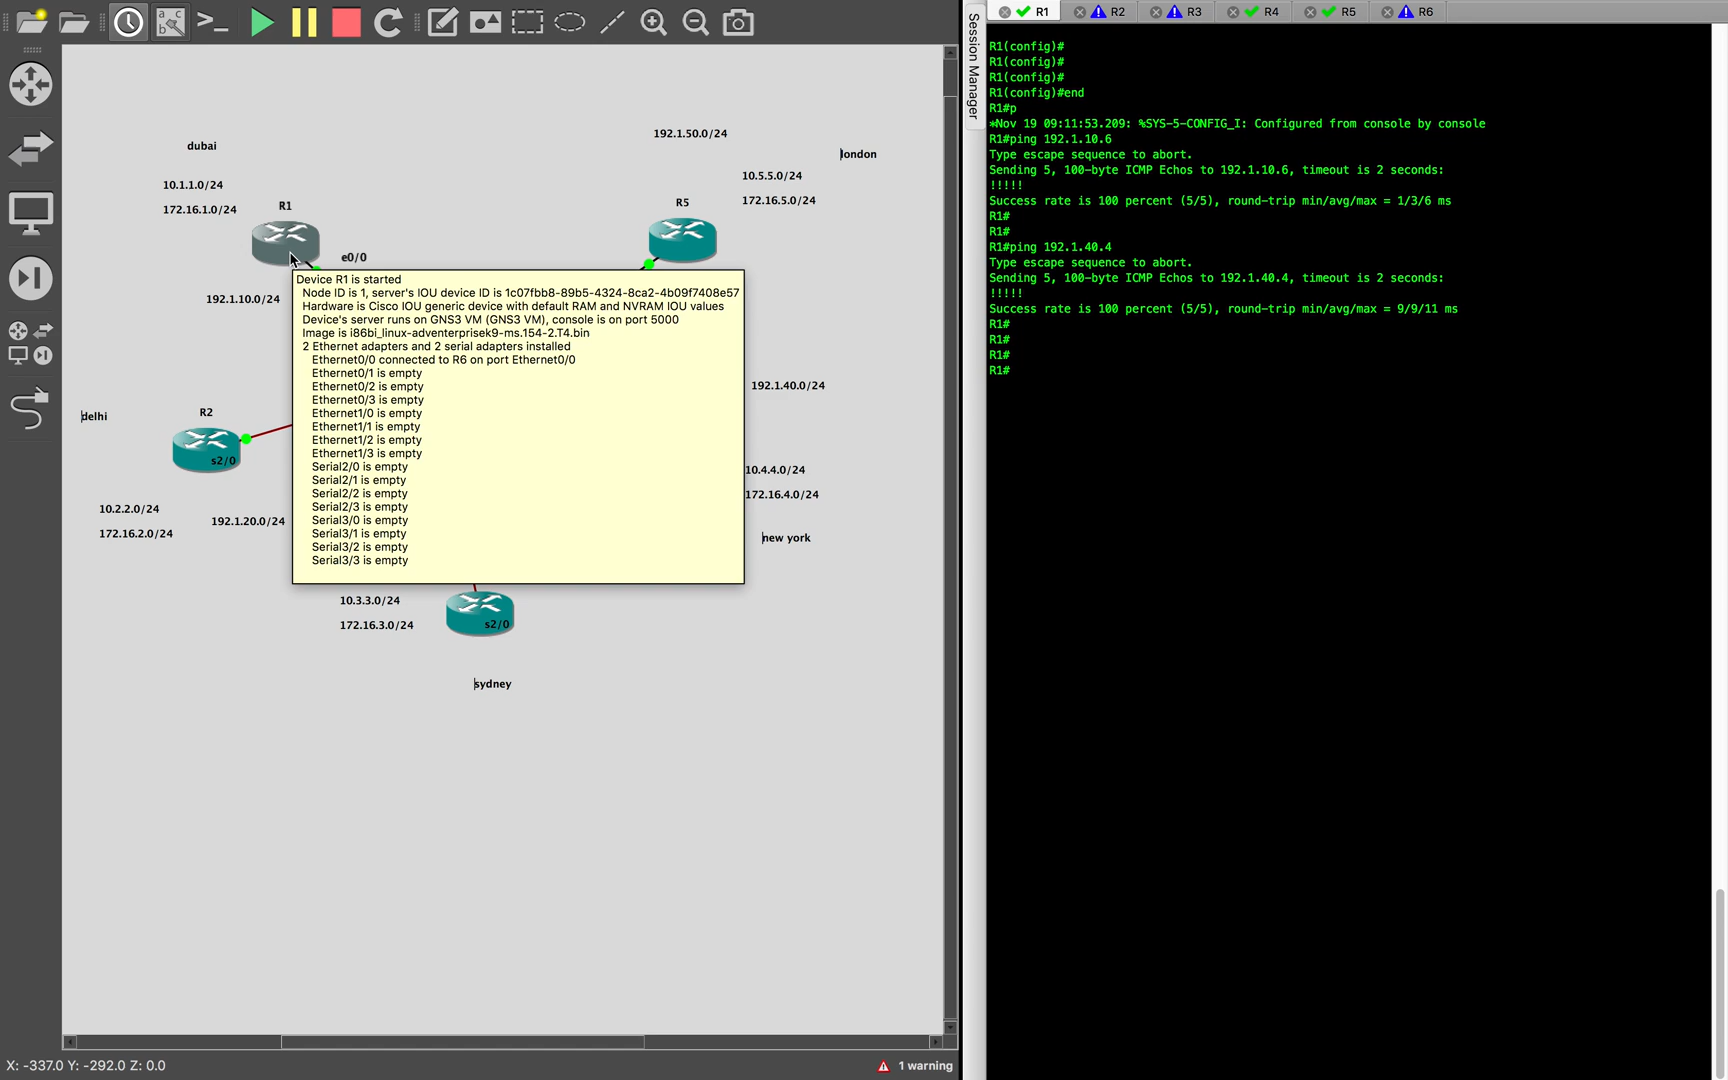 R1
R2
R3
R4
R5
R6
Session Manager
dubai
10.1.1.0/24
172.16.1.0/24
R1
e0/0
192.1.10.0/24
192.1.50.0/24
london
10.5.5.0/24
172.16.5.0/24
R5
Device R1 is started
Node ID is 1, server's IOU device ID is 1c07fbb8-89b5-4324-8ca2-4b09f7408e57
Hardware is Cisco IOU generic device with default RAM and NVRAM IOU values
Device's server runs on GNS3 VM (GNS3 VM), console is on port 5000
Image is i86bi_linux-adventerprisek9-ms.154-2.T4.bin
2 Ethernet adapters and 2 serial adapters installed
Ethernet0/0 connected to R6 on port Ethernet0/0
Ethernet0/1 is empty
Ethernet0/2 is empty
Ethernet0/3 is empty
Ethernet1/0 is empty
Ethernet1/1 is empty
Ethernet1/2 is empty
Ethernet1/3 is empty
Serial2/0 is empty
Serial2/1 is empty
Serial2/2 is empty
Serial2/3 is empty
Serial3/0 is empty
Serial3/1 is empty
Serial3/2 is empty
Serial3/3 is empty
192.1.40.0/24
delhi
R2
s2/0
10.2.2.0/24
172.16.2.0/24
192.1.20.0/24
10.4.4.0/24
172.16.4.0/24
new york
10.3.3.0/24
172.16.3.0/24
s2/0
sydney
X: -337.0 Y: -292.0 Z: 0.0
1 warning
R1(config)#
R1(config)#
R1(config)#
R1(config)#end
R1#p
*Nov 19 09:11:53.209: %SYS-5-CONFIG_I: Configured from console by console
R1#ping 192.1.10.6
Type escape sequence to abort.
Sending 5, 100-byte ICMP Echos to 192.1.10.6, timeout is 2 seconds:
!!!!!
Success rate is 100 percent (5/5), round-trip min/avg/max = 1/3/6 ms
R1#
R1#
R1#ping 192.1.40.4
Type escape sequence to abort.
Sending 5, 100-byte ICMP Echos to 192.1.40.4, timeout is 2 seconds:
!!!!!
Success rate is 100 percent (5/5), round-trip min/avg/max = 9/9/11 ms
R1#
R1#
R1#
R1#